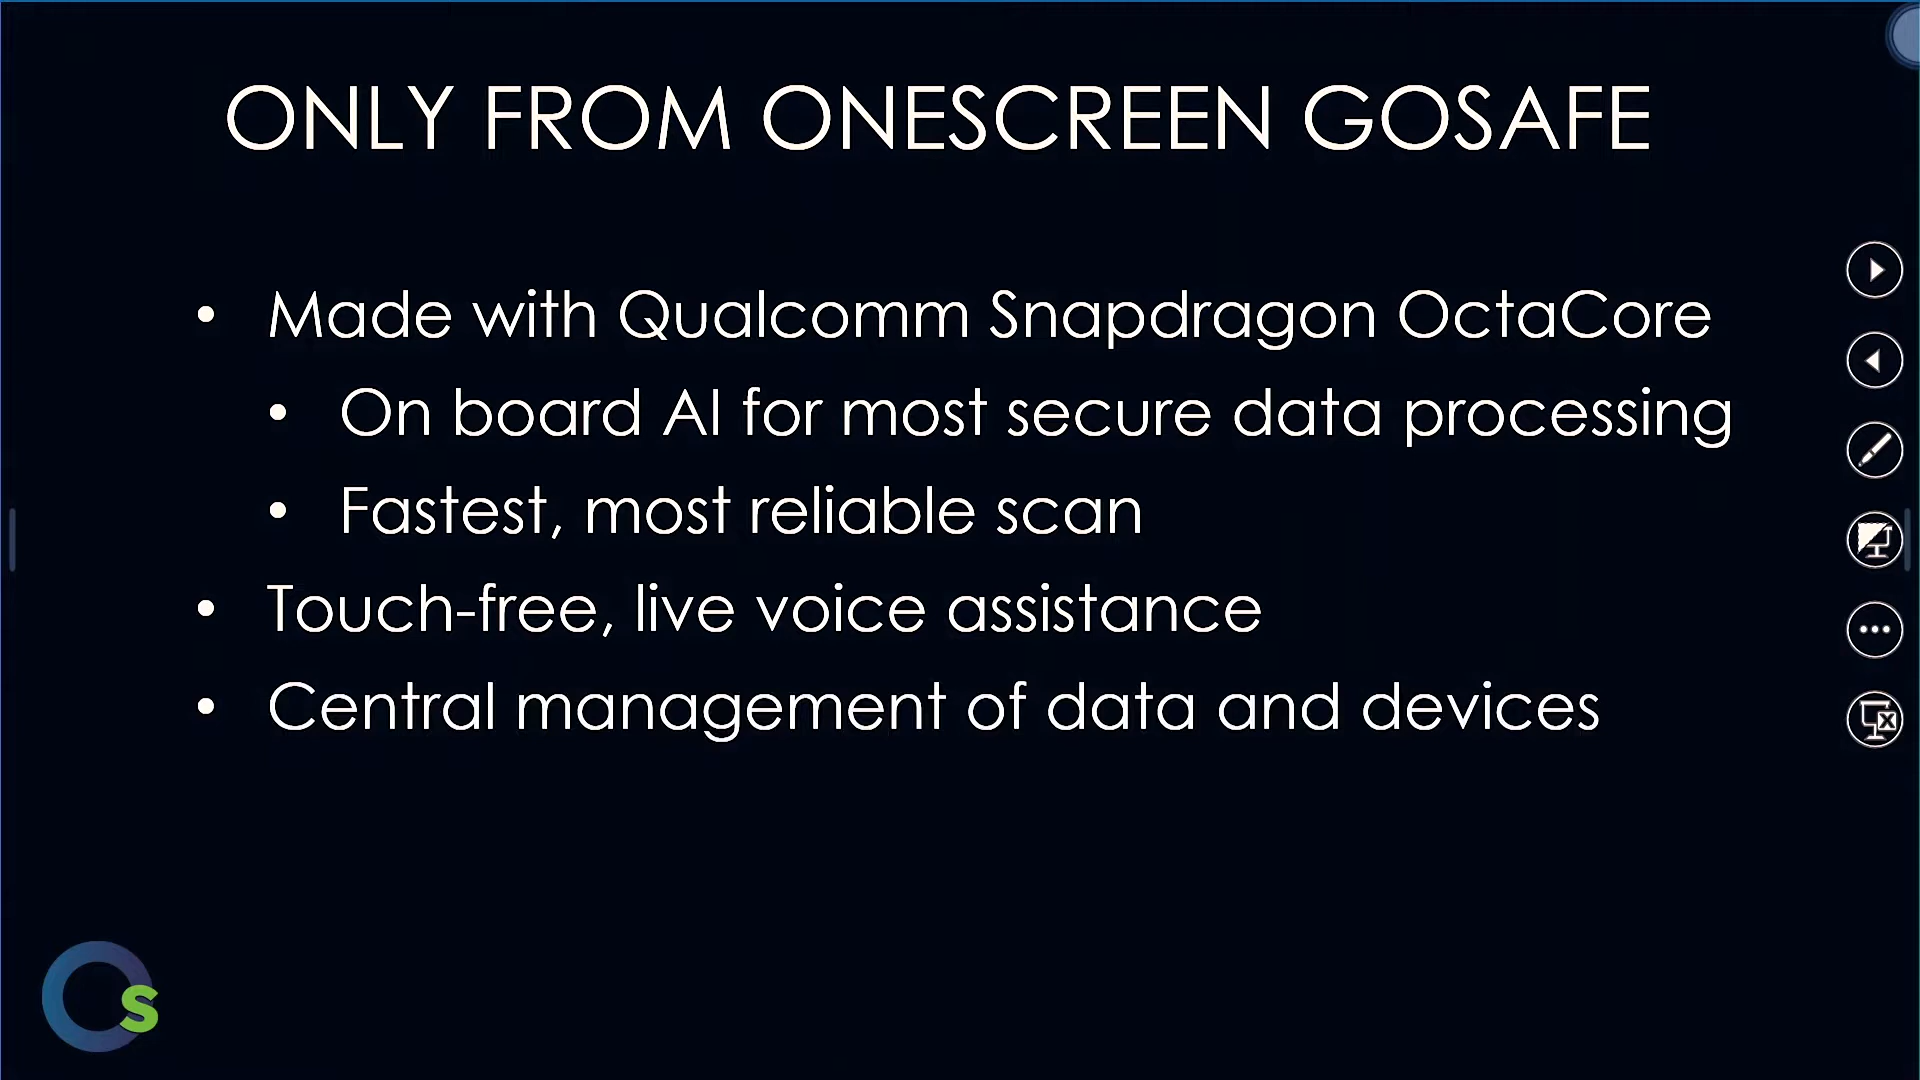 ONLY FROM ONESCREEN GOSAFE
• Made with Qualcomm Snapdragon OctaCore
• On board AI for most secure data processing
• Fastest, most reliable scan
• Touch-free, live voice assistance
• Central management of data and devices
OS